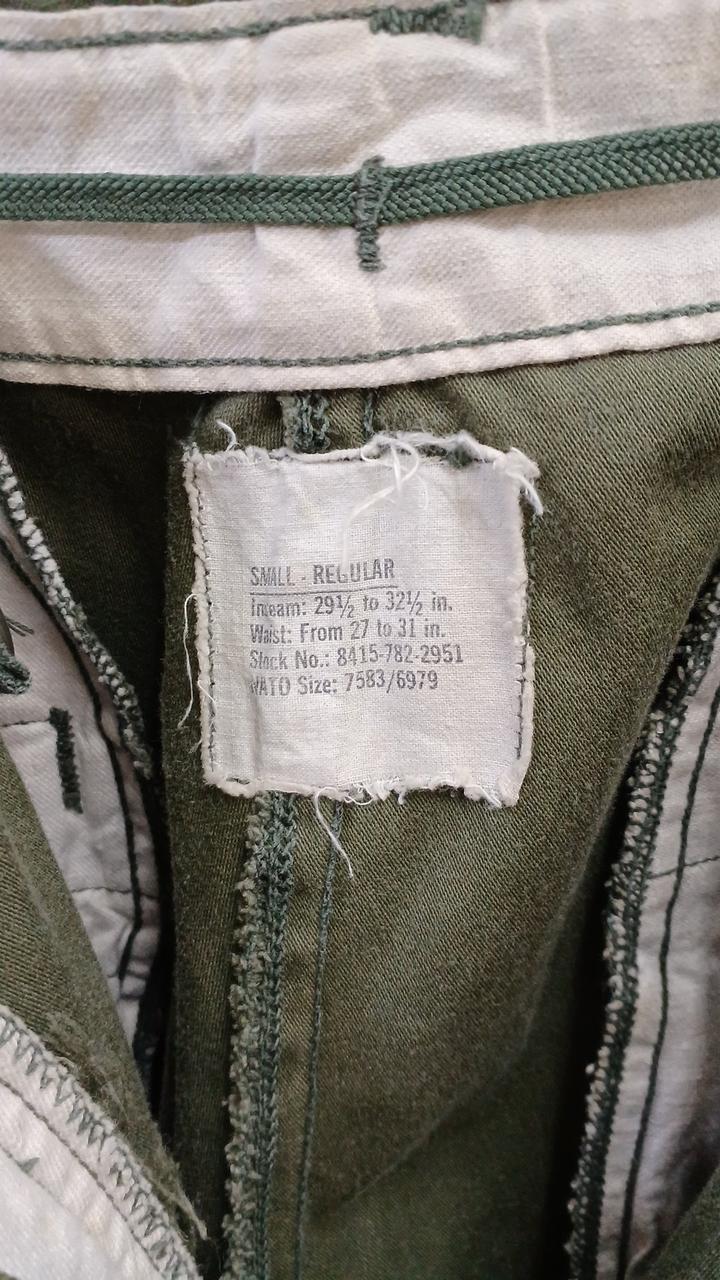 SMALL - REGULAR
Inseam: 29½ to 32½ in.
Waist: From 27 to 31 in.
Stock No.: 8415-782-2951
NATO Size: 7583/6979